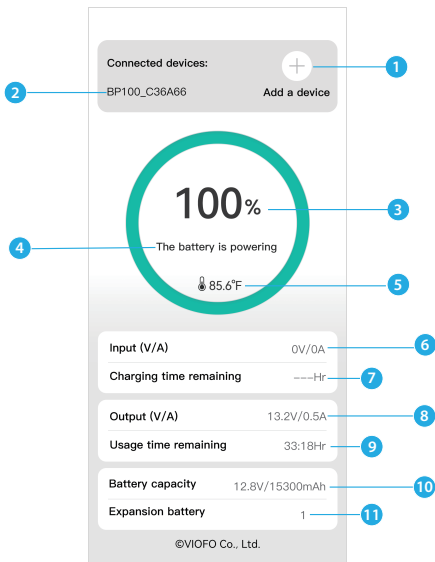 Connected devices:
1
2
BP100_C36A66
Add a device
100%
3
4
The battery is powering
85.6°F
5
Input (V/A)
0V/0A
6
Charging time remaining
---Hr
7
Output (V/A)
13.2V/0.5A
8
Usage time remaining
33:18Hr
9
Battery capacity
12.8V/15300mAh
10
Expansion battery
1
11
©VIOFO Co., Ltd.